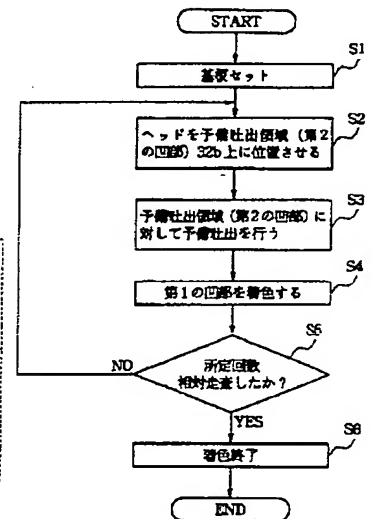 START
S1
基板セット
S2
ヘッドを予備吐出領域（第2
の凹部）32b上に位置させる
S3
予備吐出領域（第2の凹部）に
対して予備吐出を行う
S4
第1の凹部を着色する
S5
所定回数
相対走査したか？
NO
YES
S6
着色終了
END